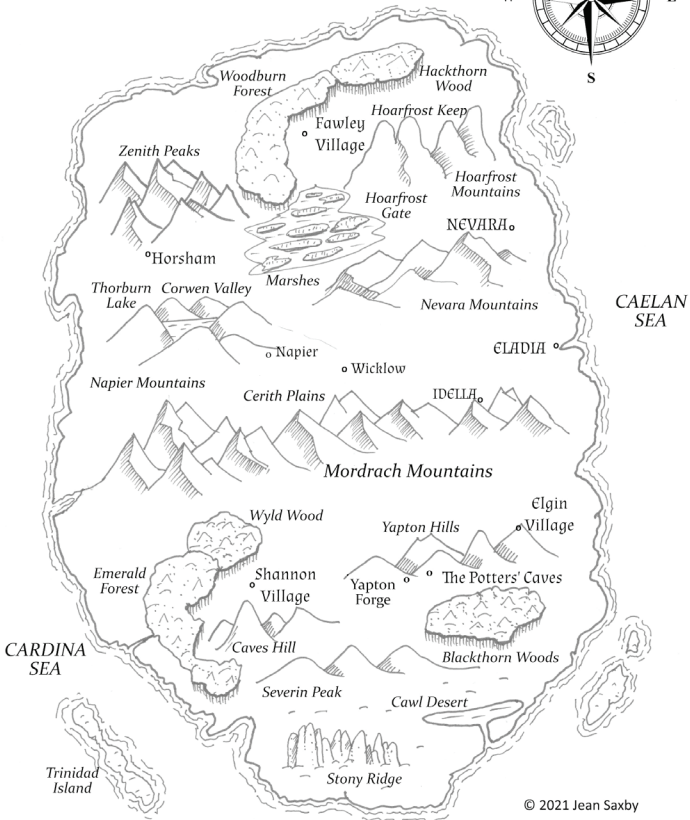 S
Woodburn
Forest
Hackthorn
Wood
Hoarfrost Keep
Fawley
Village
Zenith Peaks
Hoarfrost
Mountains
Hoarfrost
Gate
NEVARA
Horsham
Marshes
Thorburn
Lake
Corwen Valley
Nevara Mountains
CAELAN
SEA
ELADIA
Napier
Wicklow
Napier Mountains
Cerith Plains
IDELLA
Mordrach Mountains
Elgin
Village
Wyld Wood
Yapton Hills
Emerald
Forest
Shannon
Village
Yapton
Forge
The Potters' Caves
CARDINA
SEA
Caves Hill
Blackthorn Woods
Severin Peak
Cawl Desert
Trinidad
Island
Stony Ridge
© 2021 Jean Saxby